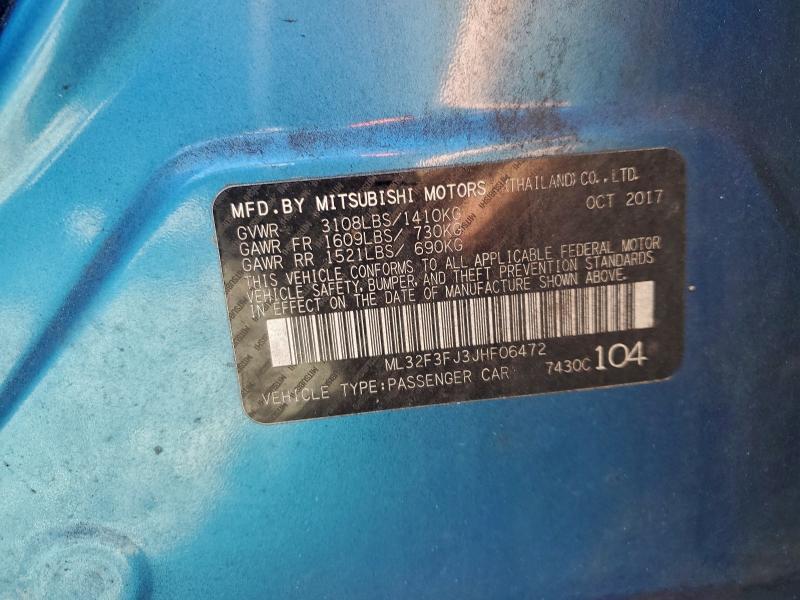 MFD.BY MITSUBISHI MOTORS (THAILAND)CO.,LTD.
GVWR 3108LBS/1410KG OCT 2017
GAWR FR 1609LBS/ 730KG
GAWR RR 1521LBS/ 690KG
THIS VEHICLE CONFORMS TO ALL APPLICABLE FEDERAL MOTOR
VEHICLE SAFETY, BUMPER, AND THEFT PREVENTION STANDARDS
IN EFFECT ON THE DATE OF MANUFACTURE SHOWN ABOVE.
ML32F3FJ3JHF06472
VEHICLE TYPE:PASSENGER CAR 7430C 104